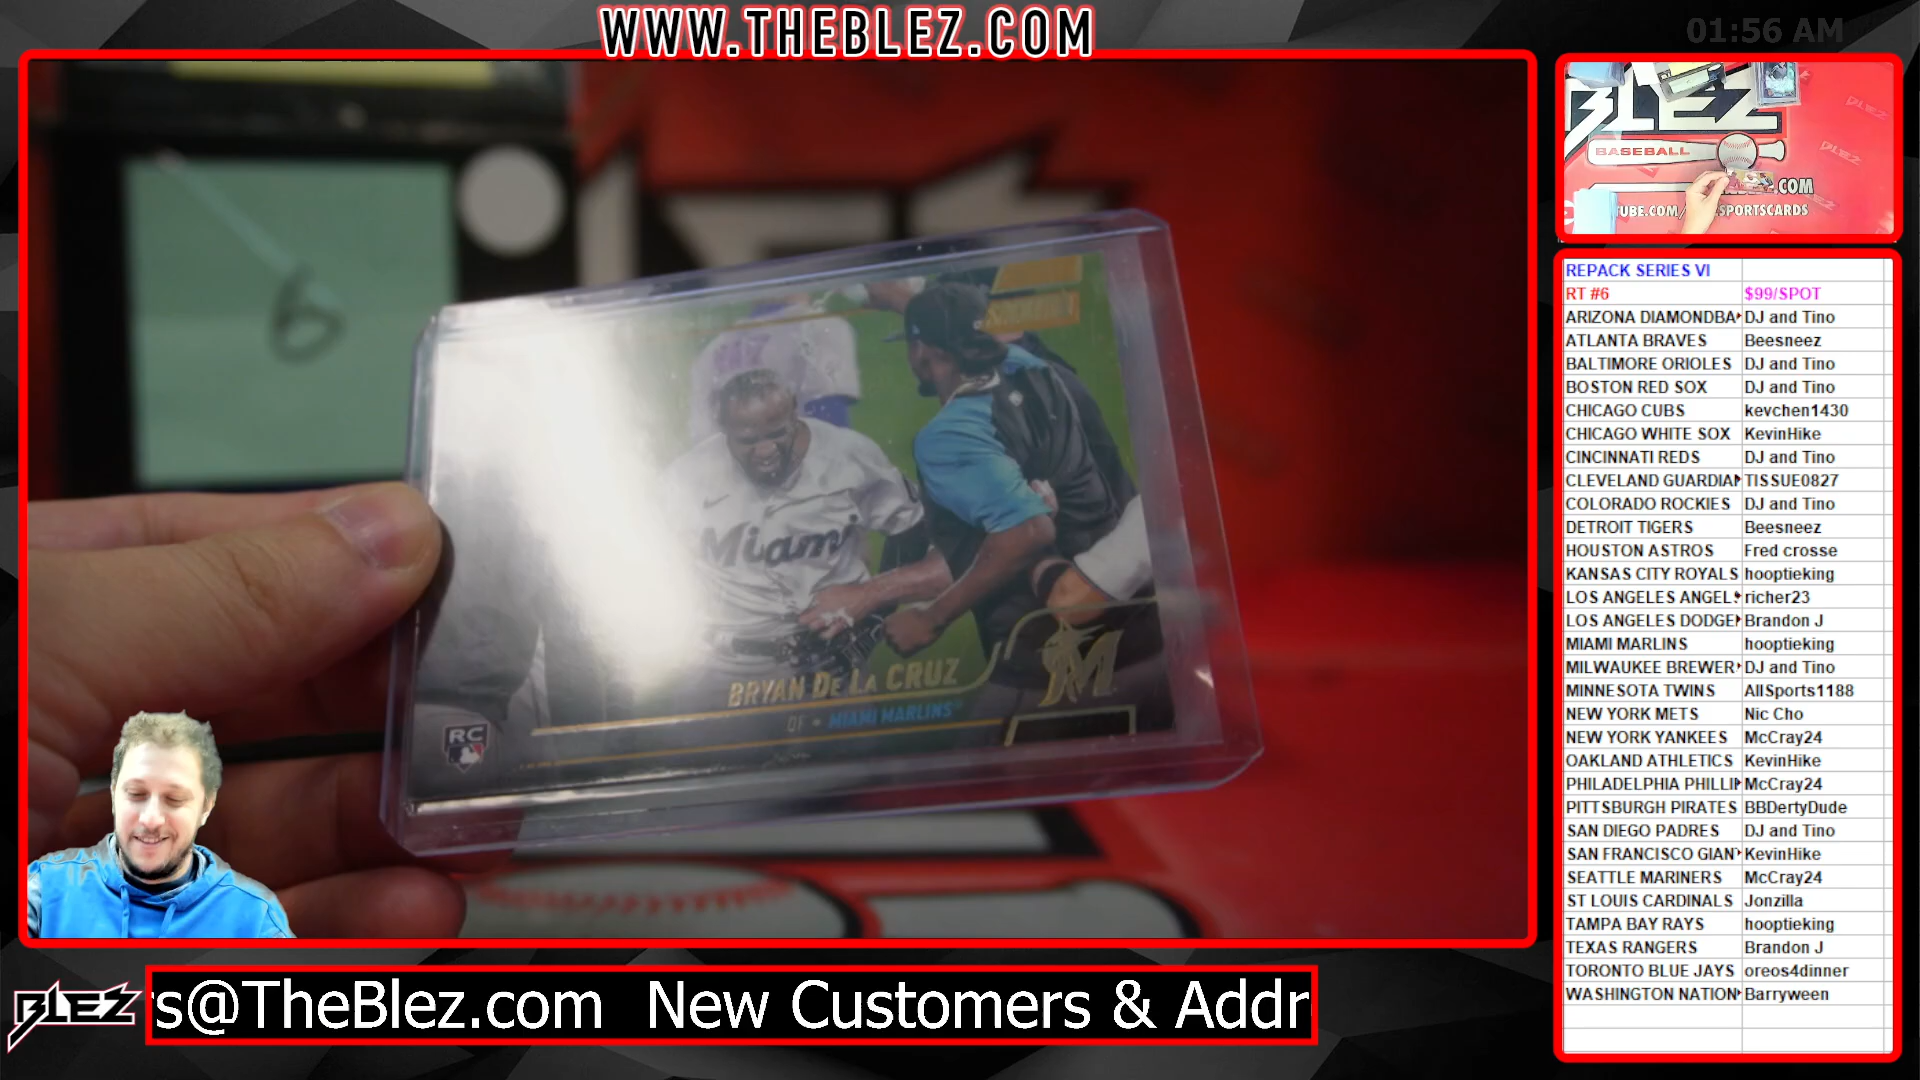 WWW.THEBLEZ.COM
01:56 AM
6
Miami
BRYAN DE LA CRUZ
OF - MIAMI MARLINS
RC
M
BLEZ
BASEBALL
.COM
TUBE.COM/
SPORTSCARDS
BLEZ
BLEZ
REPACK SERIES VI
RT #6 $99/SPOT
ARIZONA DIAMONDBA DJ and Tino
ATLANTA BRAVES Beesneez
BALTIMORE ORIOLES DJ and Tino
BOSTON RED SOX DJ and Tino
CHICAGO CUBS kevchen1430
CHICAGO WHITE SOX KevinHike
CINCINNATI REDS DJ and Tino
CLEVELAND GUARDIAN TISSUE0827
COLORADO ROCKIES DJ and Tino
DETROIT TIGERS Beesneez
HOUSTON ASTROS Fred crosse
KANSAS CITY ROYALS hooptieking
LOS ANGELES ANGELS richer23
LOS ANGELES DODGE Brandon J
MIAMI MARLINS hooptieking
MILWAUKEE BREWER DJ and Tino
MINNESOTA TWINS AllSports1188
NEW YORK METS Nic Cho
NEW YORK YANKEES McCray24
OAKLAND ATHLETICS KevinHike
PHILADELPHIA PHILLI McCray24
PITTSBURGH PIRATES BBDertyDude
SAN DIEGO PADRES DJ and Tino
SAN FRANCISCO GIAN KevinHike
SEATTLE MARINERS McCray24
ST LOUIS CARDINALS Jonzilla
TAMPA BAY RAYS hooptieking
TEXAS RANGERS Brandon J
TORONTO BLUE JAYS oreos4dinner
WASHINGTON NATION Barryween
BLEZ
s@TheBlez.com New Customers & Addr